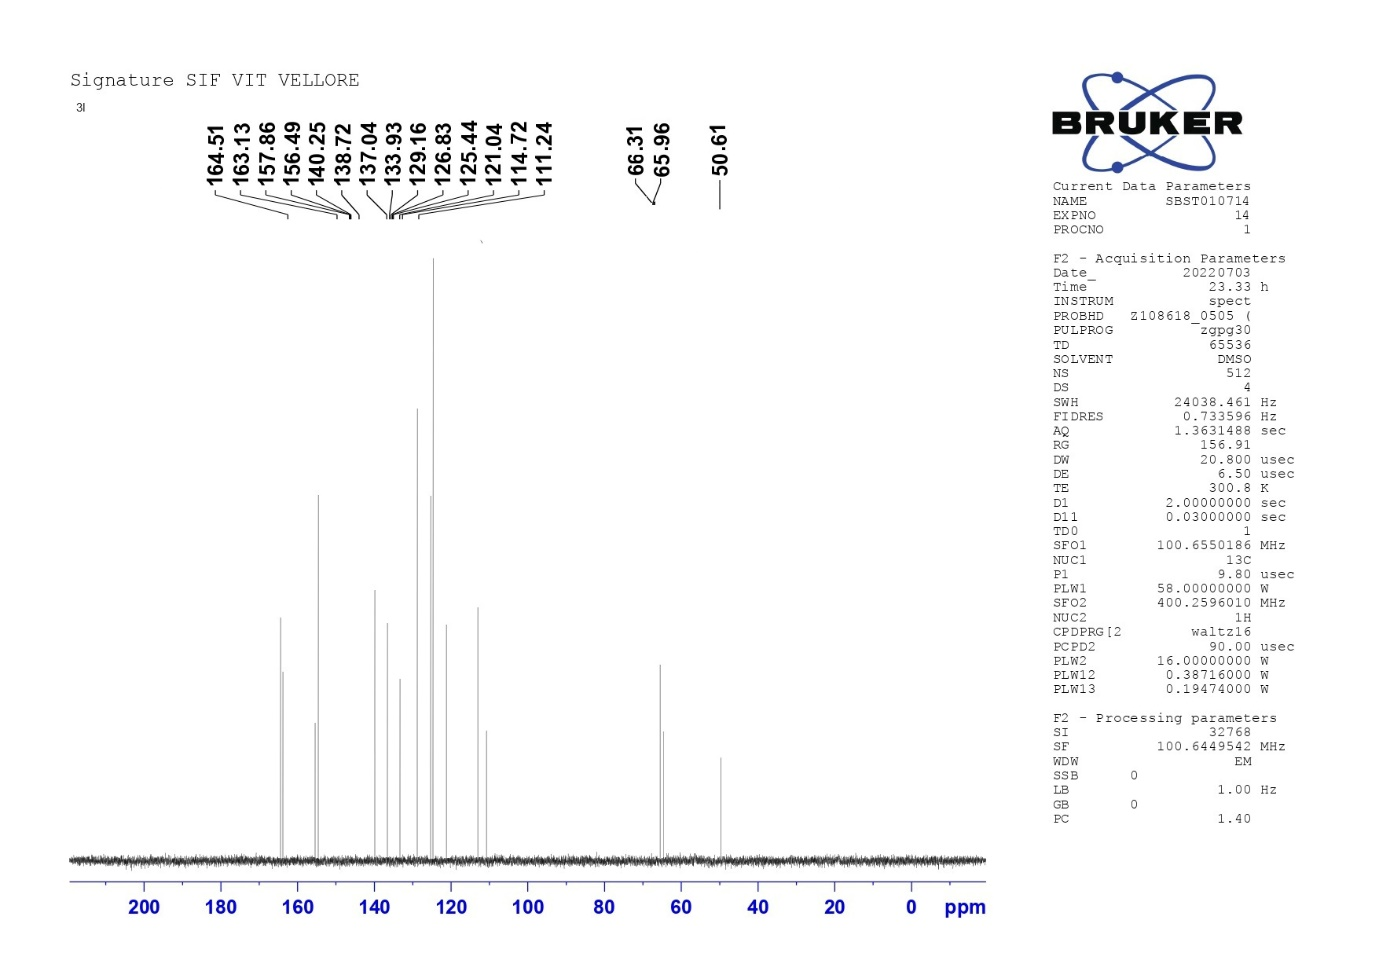 Signature SIF VIT VELLORE
3l
164.51
163.13
157.86
156.49
140.25
138.72
137.04
133.93
129.16
126.83
125.44
121.04
114.72
111.24
66.31
65.96
50.61
200 180 160 140 120 100 80 60 40 20 0 ppm
BRUKER
Current Data Parameters
NAME SBST010714
EXPNO 14
PROCNO 1
F2 - Acquisition Parameters
Date_ 20220703
Time 23.33 h
INSTRUM spect
PROBHD Z108618_0505 (
PULPROG zgpg30
TD 65536
SOLVENT DMSO
NS 512
DS 4
SWH 24038.461 Hz
FIDRES 0.733596 Hz
AQ 1.3631488 sec
RG 156.91
DW 20.800 usec
DE 6.50 usec
TE 300.8 K
D1 2.00000000 sec
D11 0.03000000 sec
TD0 1
SFO1 100.6550186 MHz
NUC1 13C
P1 9.80 usec
PLW1 58.00000000 W
SFO2 400.2596010 MHz
NUC2 1H
CPDPRG[2 waltz16
PCPD2 90.00 usec
PLW2 16.00000000 W
PLW12 0.38716000 W
PLW13 0.19474000 W
F2 - Processing parameters
SI 32768
SF 100.6449542 MHz
WDW EM
SSB 0
LB 1.00 Hz
GB 0
PC 1.40